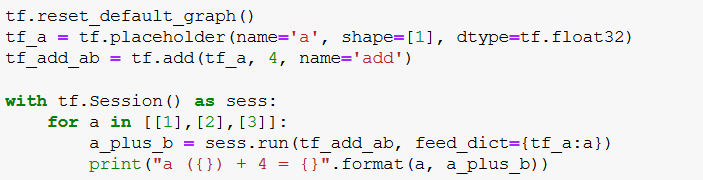 tf.reset_default_graph()
tf_a = tf.placeholder(name='a', shape=[1], dtype=tf.float32)
tf_add_ab = tf.add(tf_a, 4, name='add')

with tf.Session() as sess:
    for a in [[1],[2],[3]]:
        a_plus_b = sess.run(tf_add_ab, feed_dict={tf_a:a})
        print("a ({}) + 4 = {}".format(a, a_plus_b))